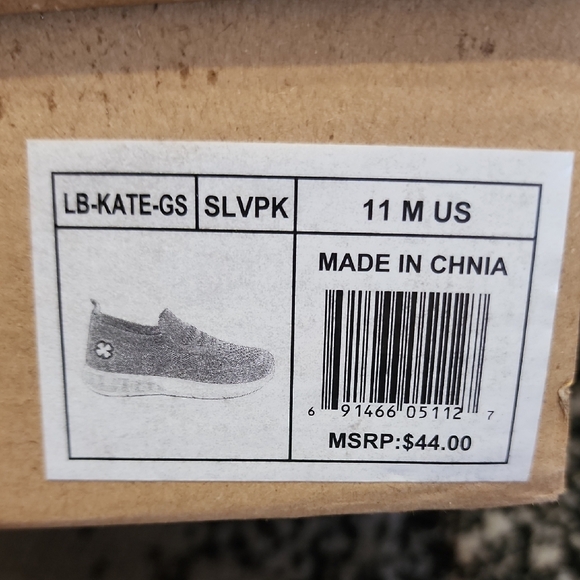 LB-KATE-GS SLVPK 11 M US
MADE IN CHNIA
6 91466 05112 7
MSRP:$44.00